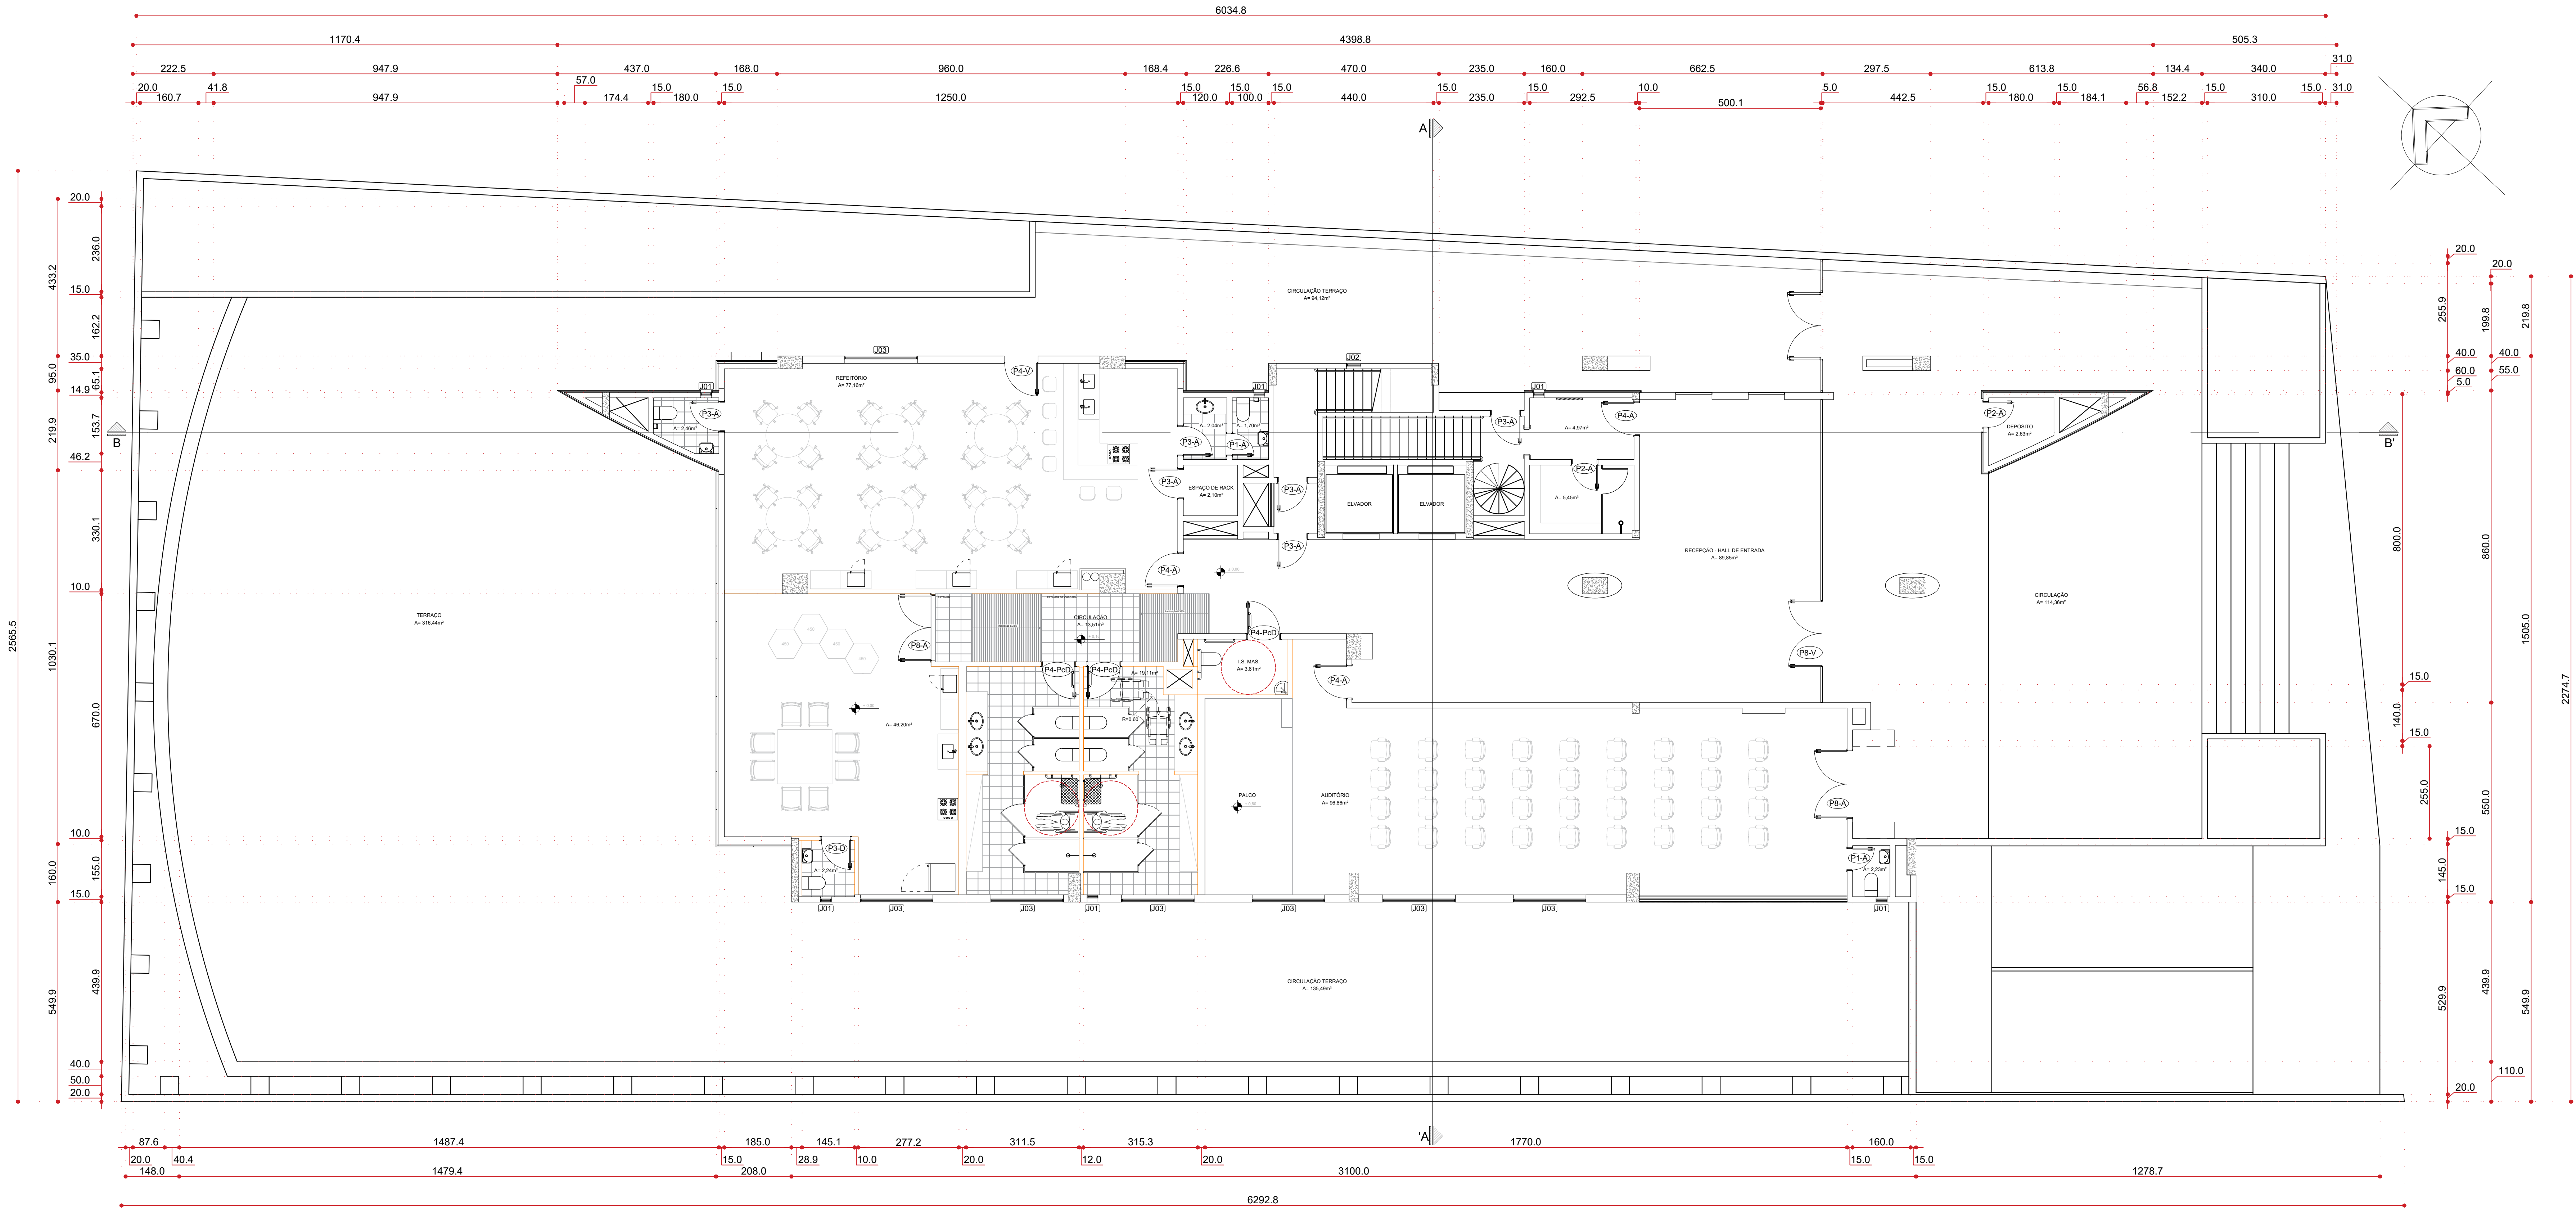 6034.8
1170.4 4398.8 505.3
222.5 947.9 437.0 168.0 960.0 168.4 226.6 470.0 235.0 160.0 662.5 297.5 613.8 134.4 340.0 31.0
20.0 41.8 57.0 15.0 15.0 15.0 15.0 15.0 15.0 15.0 10.0 5.0 15.0 15.0 56.8 15.0 15.0 31.0
160.7 947.9 174.4 180.0 1250.0 120.0 100.0 440.0 235.0 292.5 500.1 442.5 180.0 184.1 152.2 310.0
A
20.0
236.0
433.2
15.0
162.2
35.0
95.0
65.1
14.9
219.9
153.7
46.2
330.1
10.0
2565.5
1030.1
670.0
10.0
160.0
155.0
15.0
549.9
439.9
40.0
50.0
20.0
B
CIRCULAÇÃO TERRAÇO
A= 94,12m²
J03
J02
REFEITÓRIO
A= 77,16m²
P4-V
J01
J01
J01
P3-A
A= 2,46m²
A= 2,04m²
A= 1,70m²
P3-A
P1-A
P3-A
P4-A
A= 4,97m²
P2-A
DEPÓSITO
A= 2,63m²
P3-A
ESPAÇO DE RACK
A= 2,10m²
P3-A
ELVADOR
ELVADOR
P2-A
A= 5,45m²
P3-A
P4-A
RECEPÇÃO - HALL DE ENTRADA
A= 89,85m²
TERRAÇO
A= 316,44m²
CIRCULAÇÃO
A= 13,51m²
CIRCULAÇÃO
A= 114,36m²
P8-A
P4-PcD
P4-PcD
P4-PcD
I.S. MAS.
A= 3,81m²
A= 19,11m²
P4-A
P8-V
R=0.60
A= 46,20m²
PALCO
AUDITÓRIO
A= 98,86m²
P8-A
P3-D
A= 2,24m²
P1-A
A= 2,23m²
J01
J03
J03
J01
J03
J03
J03
J03
J01
CIRCULAÇÃO TERRAÇO
A= 135,49m²
B'
20.0
20.0
255.9
199.8
219.8
40.0
40.0
60.0
55.0
5.0
800.0
860.0
1505.0
2274.7
15.0
140.0
15.0
255.0
550.0
15.0
145.0
15.0
529.9
439.9
549.9
110.0
20.0
'A
87.6 1487.4 185.0 145.1 277.2 311.5 315.3 1770.0 160.0
20.0 40.4 15.0 28.9 10.0 20.0 12.0 20.0 15.0 15.0
148.0 1479.4 208.0 3100.0 1278.7
6292.8